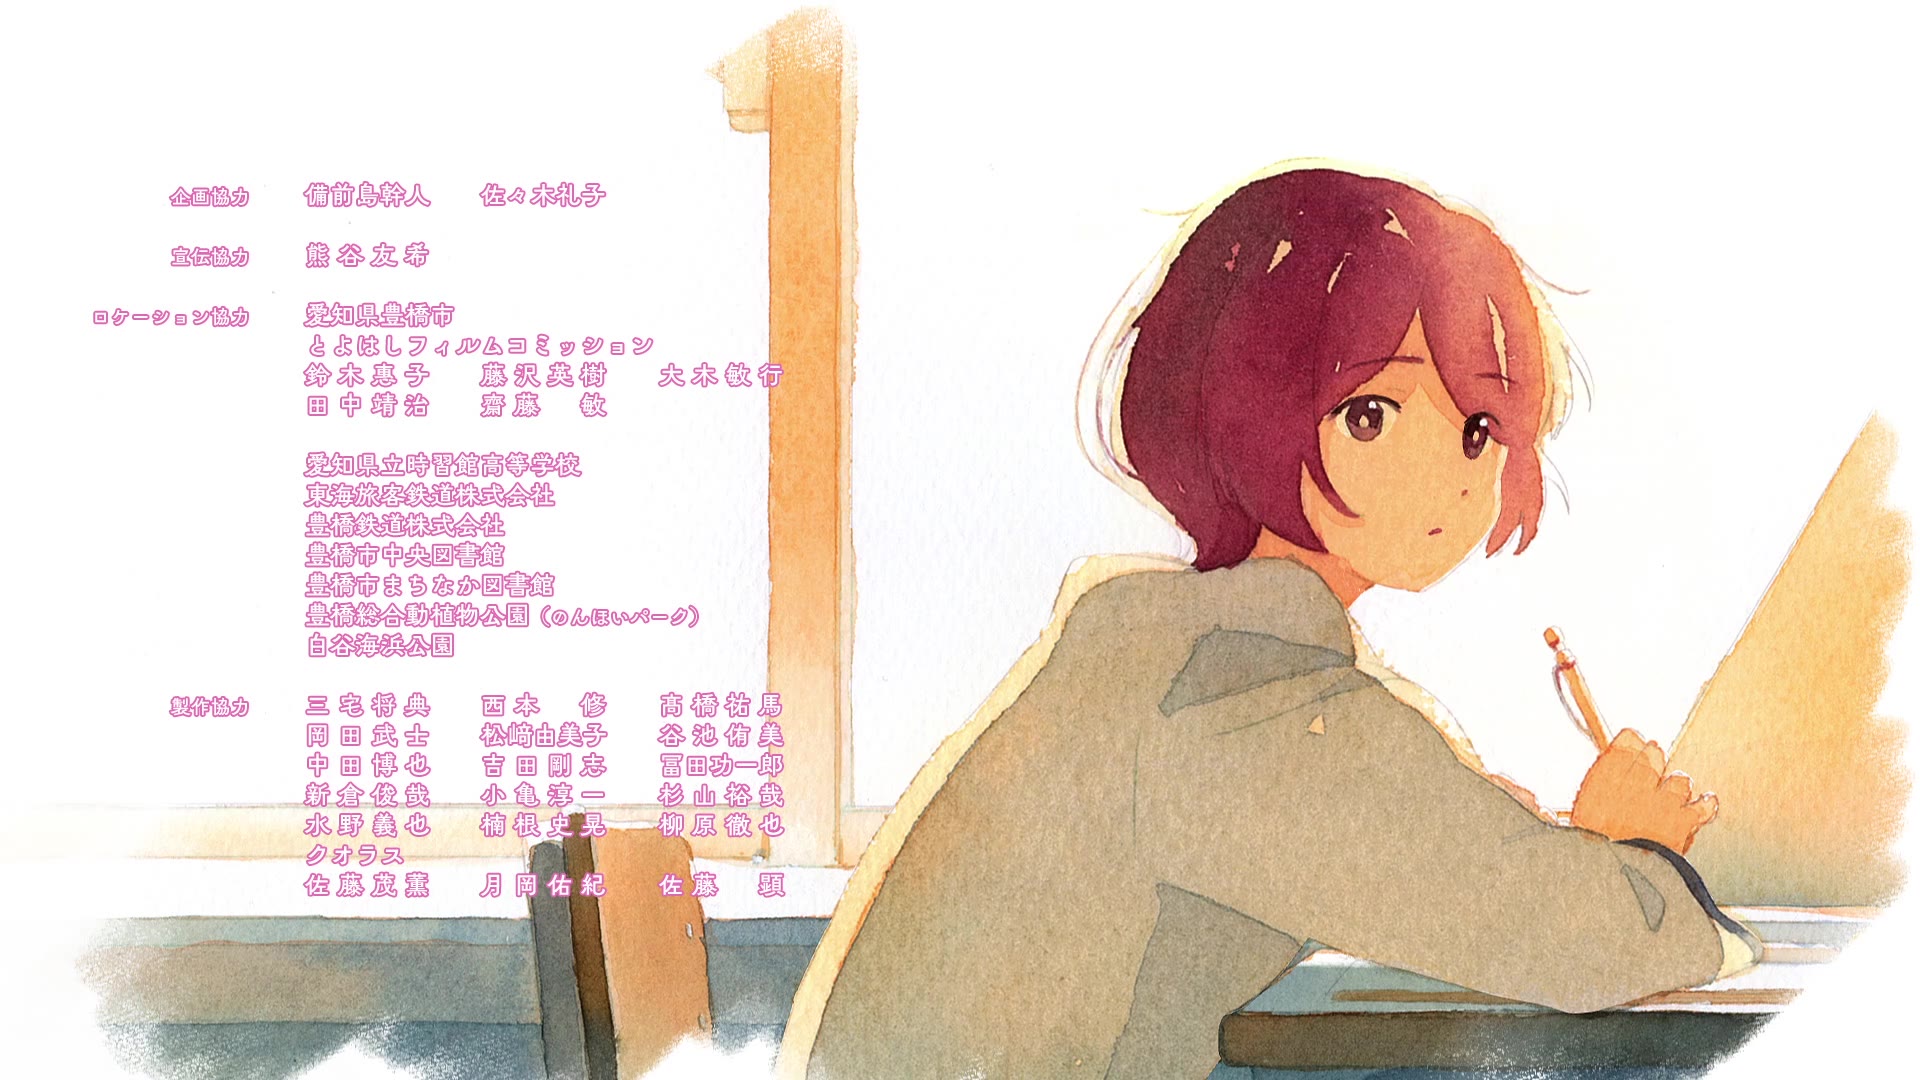 企画協力 備前島幹人 佐々木礼子
宣伝協力 熊谷友希
ロケーション協力 愛知県豊橋市
とよはしフィルムコミッション
鈴木惠子 藤沢英樹 大木敏行
田中靖治 齋藤 敏
愛知県立時習館高等学校
東海旅客鉄道株式会社
豊橋鉄道株式会社
豊橋市中央図書館
豊橋市まちなか図書館
豊橋総合動植物公園（のんほいパーク）
白谷海浜公園
製作協力 三宅将典 西本 修 髙橋祐馬
岡田武士 松﨑由美子 谷池侑美
中田博也 吉田剛志 冨田功一郎
新倉俊哉 小亀淳一 杉山裕哉
水野義也 楠根史晃 柳原徹也
クオラス
佐藤茂薫 月岡佑紀 佐藤 顕